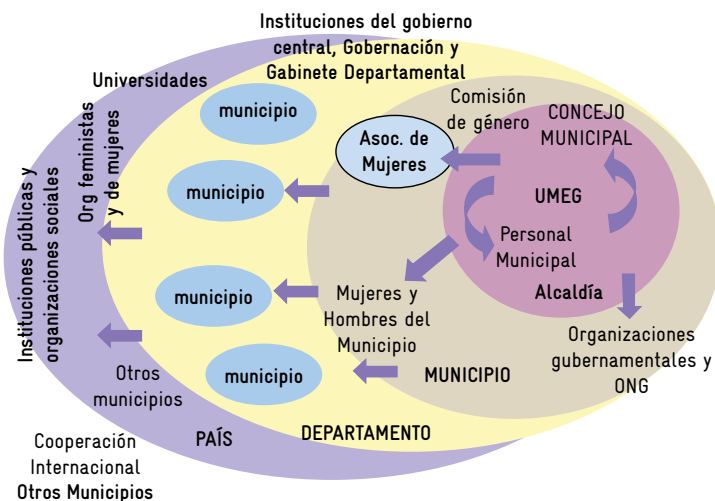 Instituciones del gobierno
central, Gobernación y
Gabinete Departamental
Universidades
Org feministas
y de mujeres
Instituciones públicas y
organizaciones sociales
municipio
municipio
municipio
municipio
Comisión
de género
CONCEJO
MUNICIPAL
Asoc. de
Mujeres
UMEG
Personal
Municipal
Alcaldía
Mujeres y
Hombres del
Municipio
Organizaciones
gubernamentales y
ONG
MUNICIPIO
Otros
municipios
DEPARTAMENTO
PAÍS
Cooperación
Internacional
Otros Municipios